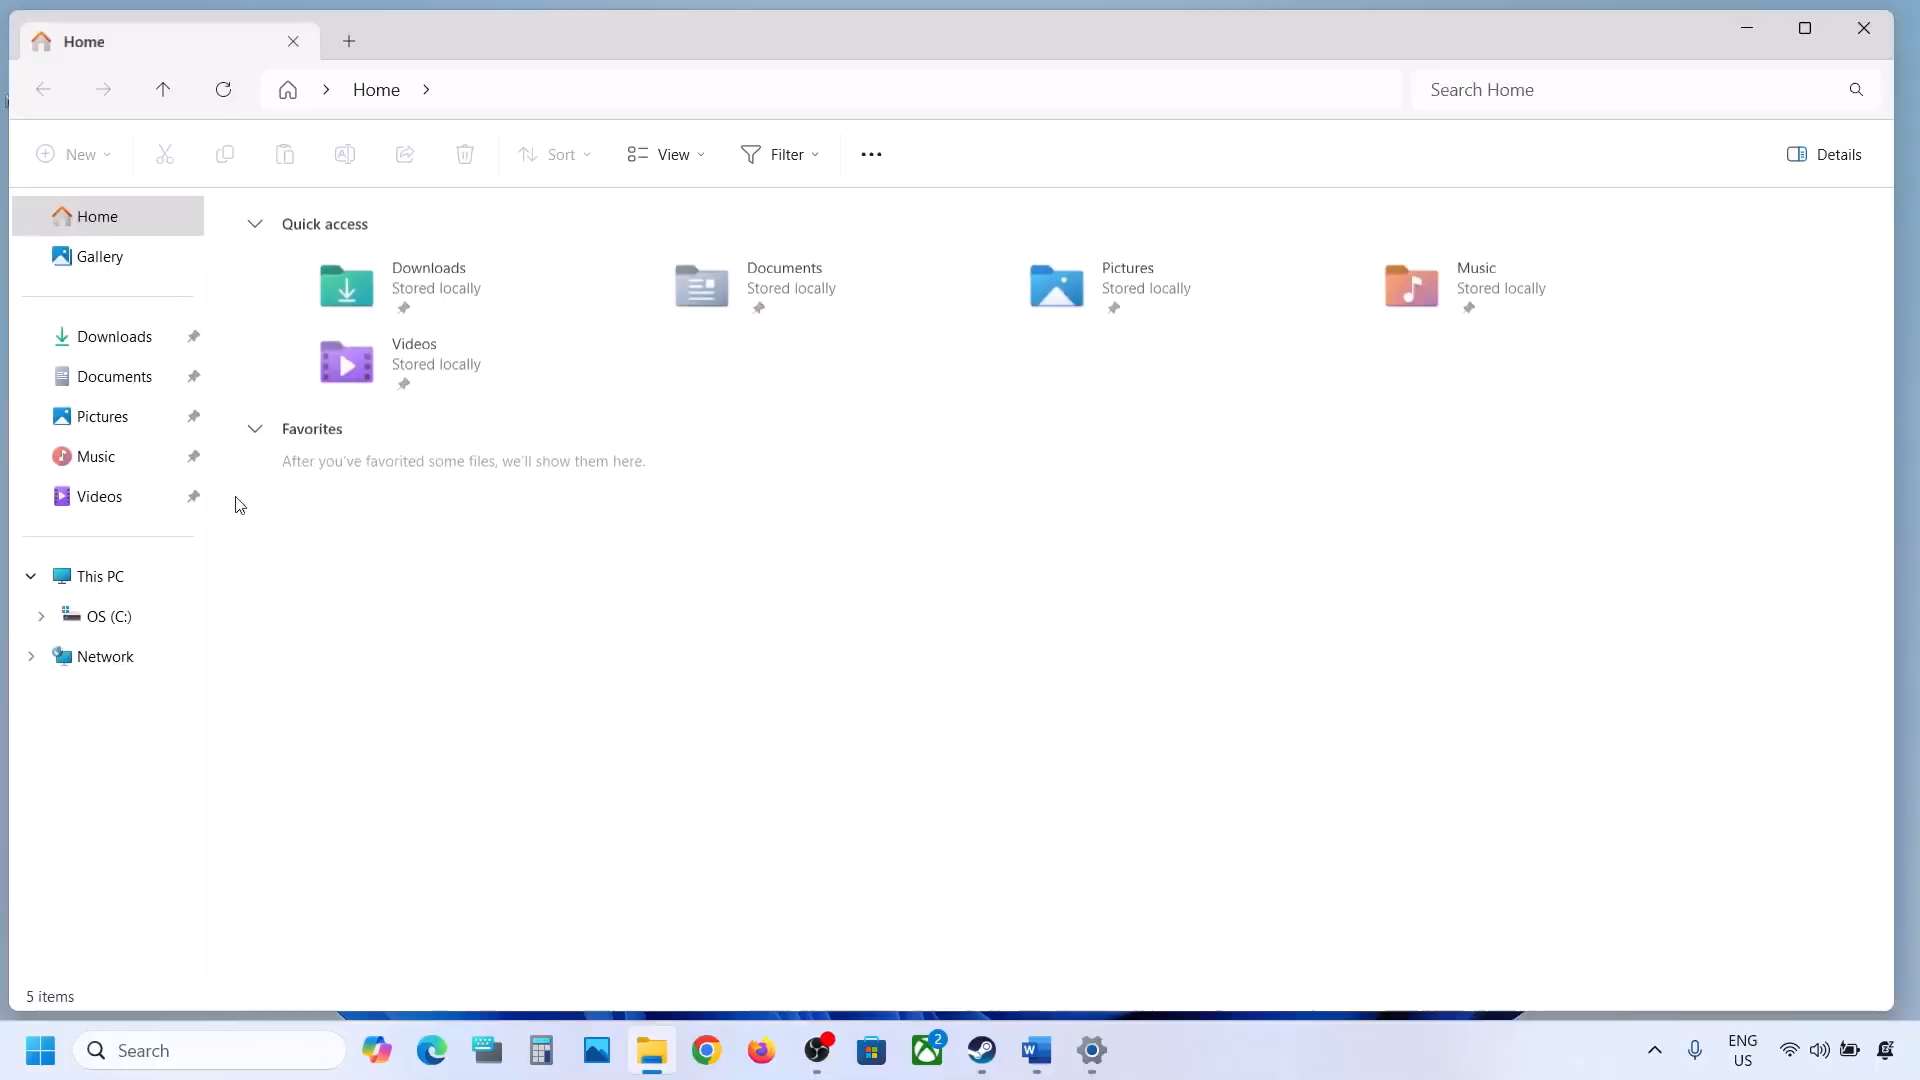 Home
Home
Search Home
New
Sort
View
Filter
Details
Home
Gallery
Downloads
Documents
Pictures
Music
Videos
This PC
OS (C:)
Network
Quick access
Downloads
Stored locally
Documents
Stored locally
Pictures
Stored locally
Music
Stored locally
Videos
Stored locally
Favorites
After you've favorited some files, we'll show them here.
5 items
Search
2
ENG
US